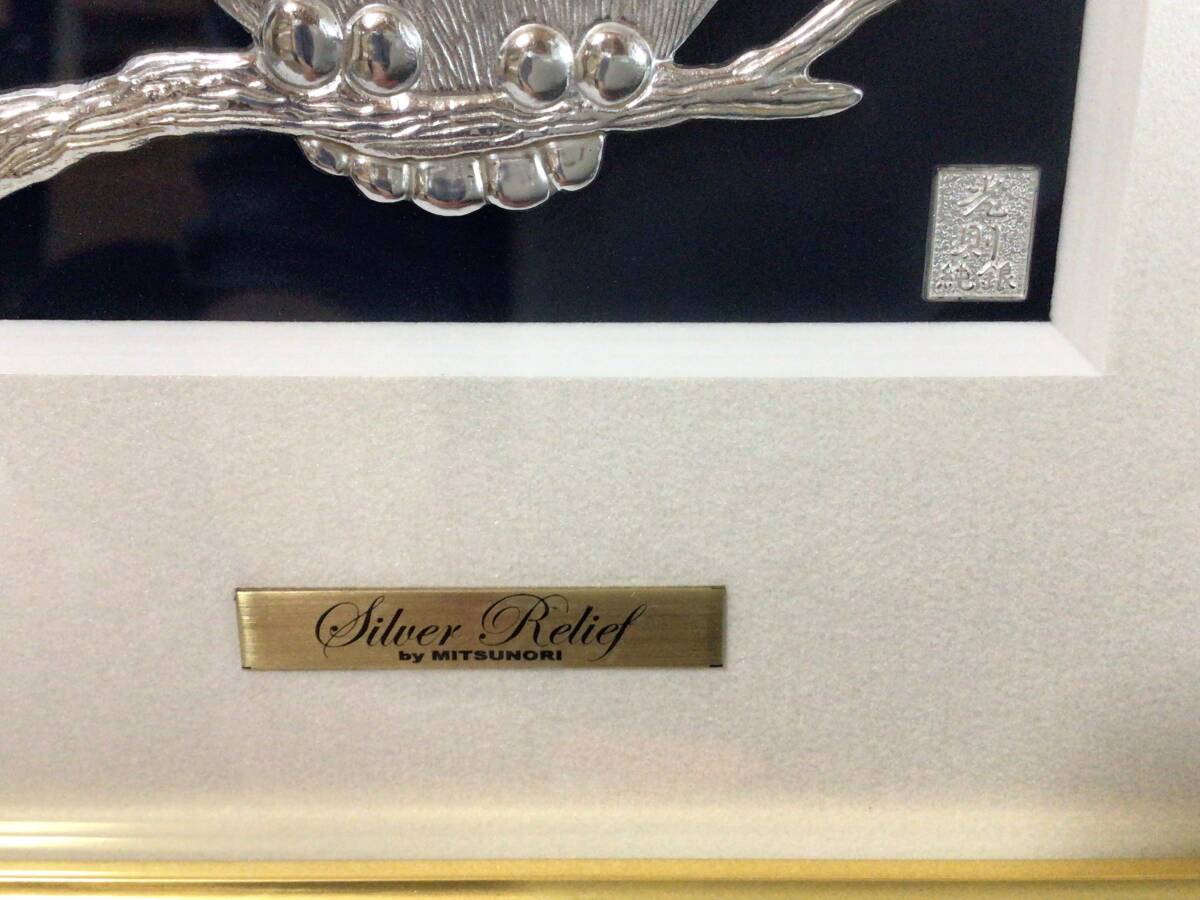 光則
純銀
Silver Relief
by MITSUNORI